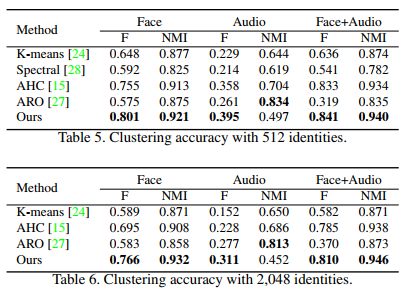 Method Face Audio Face+Audio
F NMI F NMI F NMI
K-means [24] 0.648 0.877 0.229 0.644 0.636 0.874
Spectral [28] 0.592 0.825 0.214 0.619 0.541 0.782
AHC [15] 0.755 0.913 0.358 0.704 0.833 0.934
ARO [27] 0.575 0.875 0.261 0.834 0.319 0.835
Ours 0.801 0.921 0.395 0.497 0.841 0.940
Table 5. Clustering accuracy with 512 identities.
Method Face Audio Face+Audio
F NMI F NMI F NMI
K-means [24] 0.589 0.871 0.152 0.650 0.582 0.871
AHC [15] 0.695 0.908 0.228 0.686 0.785 0.938
ARO [27] 0.583 0.858 0.277 0.813 0.370 0.873
Ours 0.766 0.932 0.311 0.452 0.810 0.946
Table 6. Clustering accuracy with 2,048 identities.